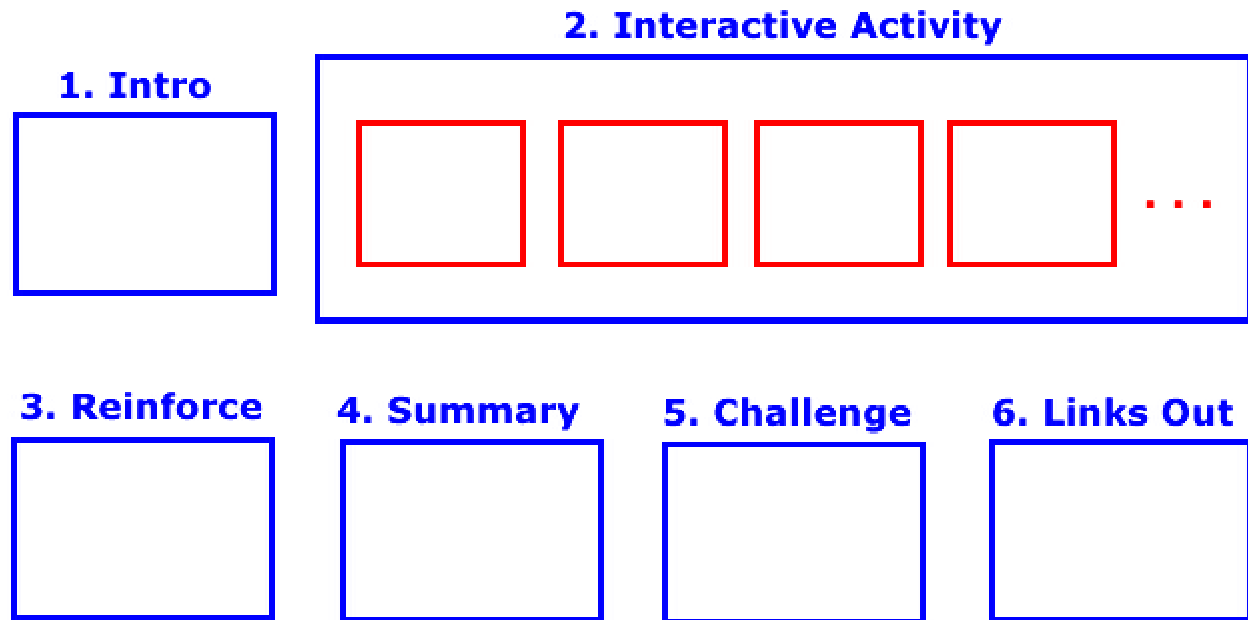 2. Interactive Activity
1. Intro
. . .
3. Reinforce
4. Summary
5. Challenge
6. Links Out